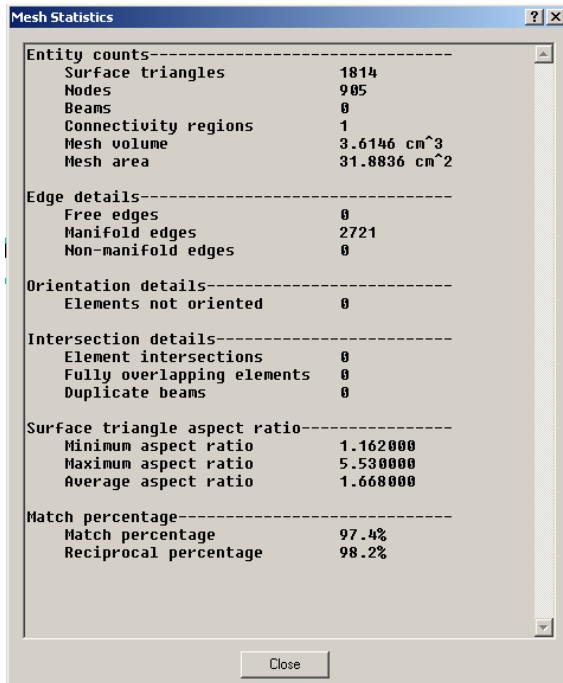 Mesh Statistics
Entity counts--------------------------------
Surface triangles 1814
Nodes 905
Beams 0
Connectivity regions 1
Mesh volume 3.6146 cm^3
Mesh area 31.8836 cm^2
Edge details---------------------------------
Free edges 0
Manifold edges 2721
Non-manifold edges 0
Orientation details--------------------------
Elements not oriented 0
Intersection details-------------------------
Element intersections 0
Fully overlapping elements 0
Duplicate beams 0
Surface triangle aspect ratio----------------
Minimum aspect ratio 1.162000
Maximum aspect ratio 5.530000
Average aspect ratio 1.668000
Match percentage-----------------------------
Match percentage 97.4%
Reciprocal percentage 98.2%
Close